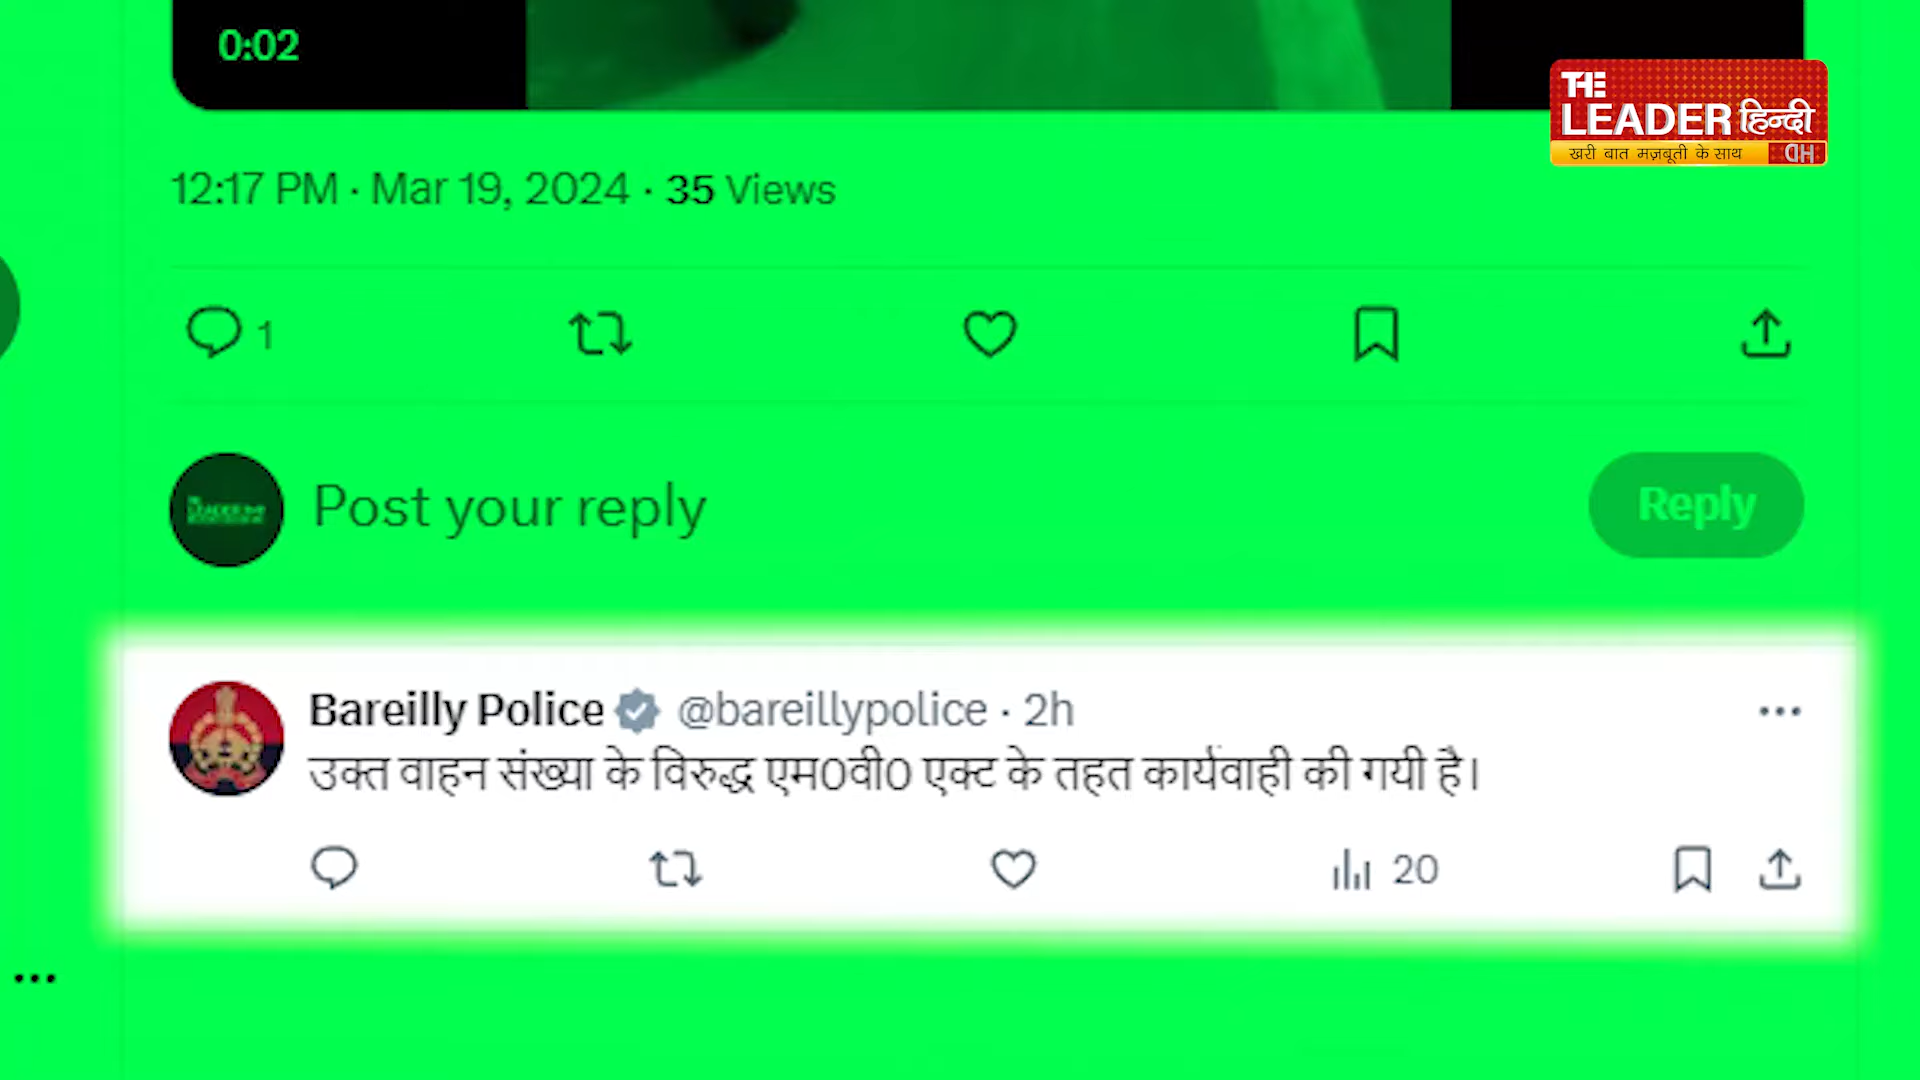 0:02
THE
LEADER हिन्दी
खरी बात मज़बूती के साथ HD
12:17 PM · Mar 19, 2024 · 35 Views
1
Post your reply
Reply
Bareilly Police @bareillypolice · 2h
उक्त वाहन संख्या के विरुद्ध एम0वी0 एक्ट के तहत कार्यवाही की गयी है।
20